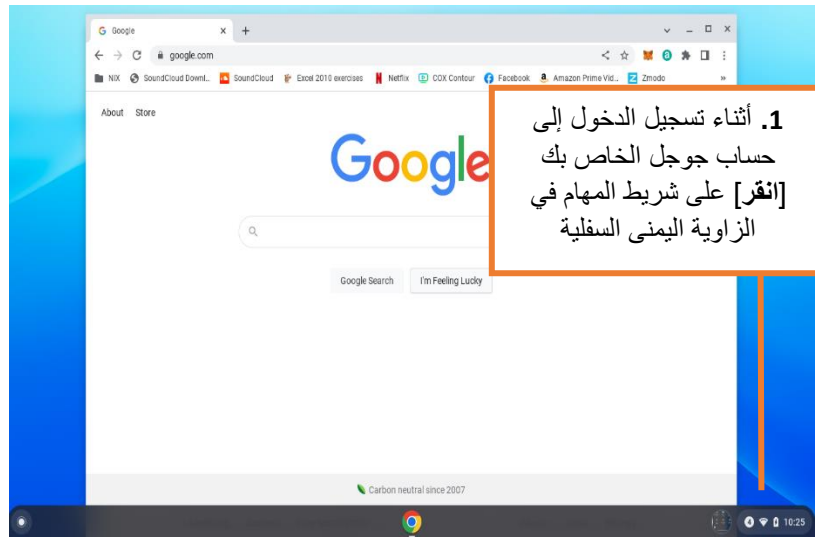 Google
google.com
NIX SoundCloud Downl... SoundCloud Excel 2010 exercises Netflix COX Contour Facebook Amazon Prime Vid... Zmodo »
About Store
Google
1. أثناء تسجيل الدخول إلى
حساب جوجل الخاص بك
[انقر] على شريط المهام في
الزاوية اليمنى السفلية
Google Search I'm Feeling Lucky
Carbon neutral since 2007
10:25